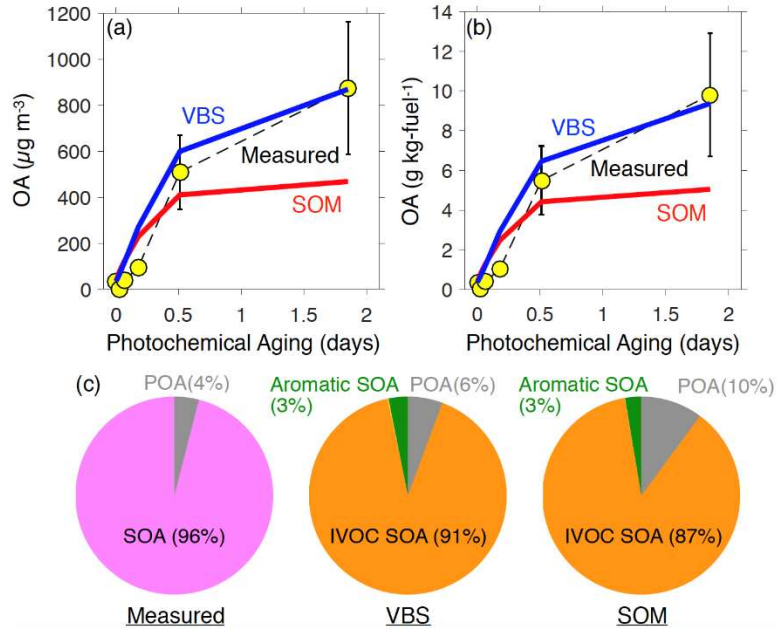 (a)
1200
1000
800
600
400
200
0
OA (µg m-3)
VBS
Measured
SOM
0 0.5 1 1.5 2
Photochemical Aging (days)
(b)
14
12
10
8
6
4
2
0
OA (g kg-fuel-1)
VBS
Measured
SOM
0 0.5 1 1.5 2
Photochemical Aging (days)
(c)
POA(4%)
SOA (96%)
Measured
Aromatic SOA
(3%)
POA(6%)
IVOC SOA (91%)
VBS
Aromatic SOA
(3%)
POA(10%)
IVOC SOA (87%)
SOM